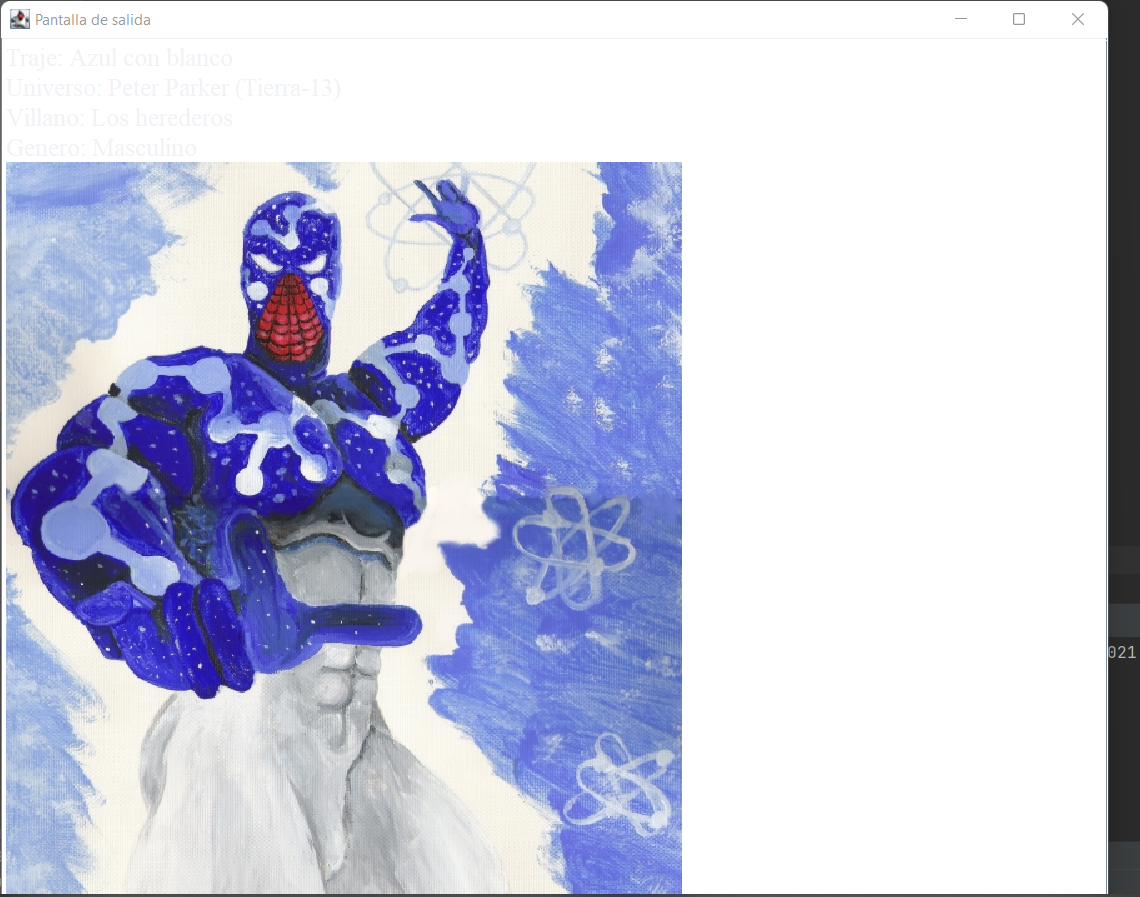 Pantalla de salida
Traje: Azul con blanco
Universo: Peter Parker (Tierra-13)
Villano: Los herederos
Genero: Masculino
021